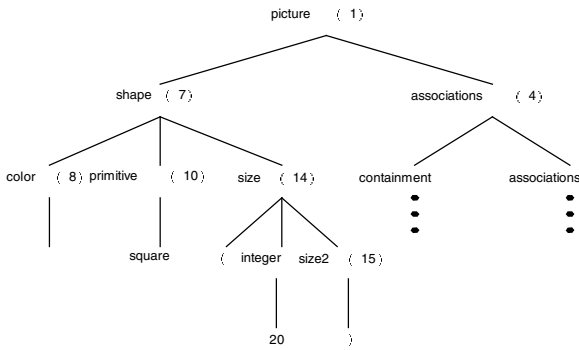 picture ( 1)
shape ( 7) associations ( 4)
color ( 8) primitive ( 10) size ( 14) containment associations
square ( integer size2 ( 15)
20 )